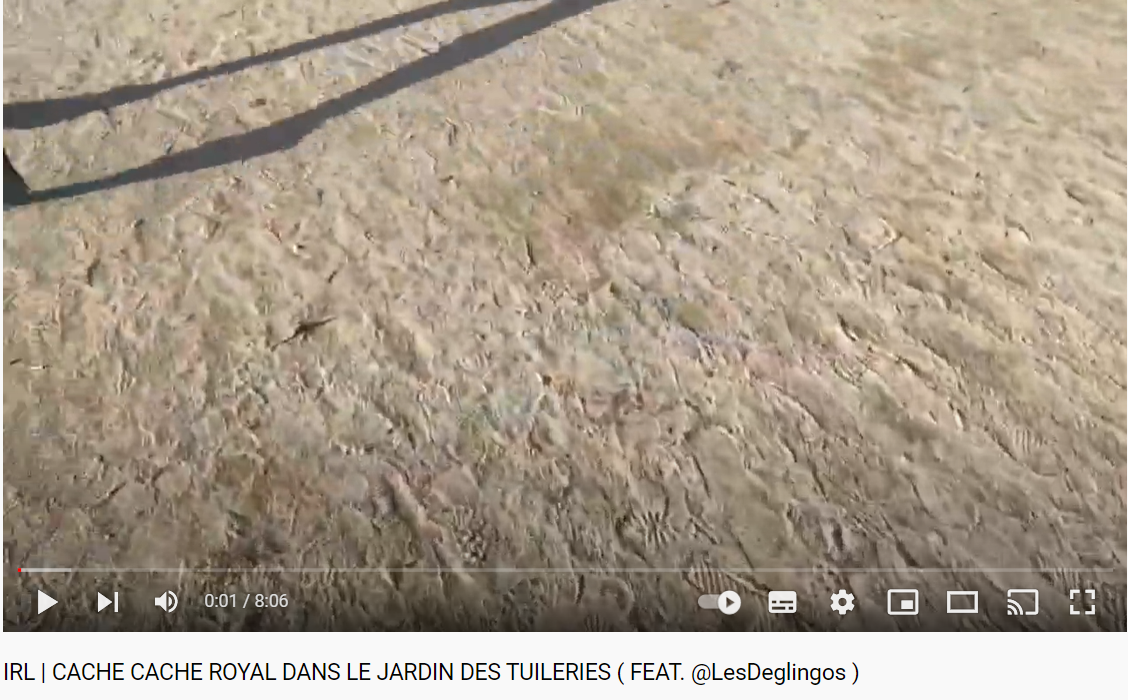 0:01 / 8:06
IRL | CACHE CACHE ROYAL DANS LE JARDIN DES TUILERIES ( FEAT. @LesDeglingos )